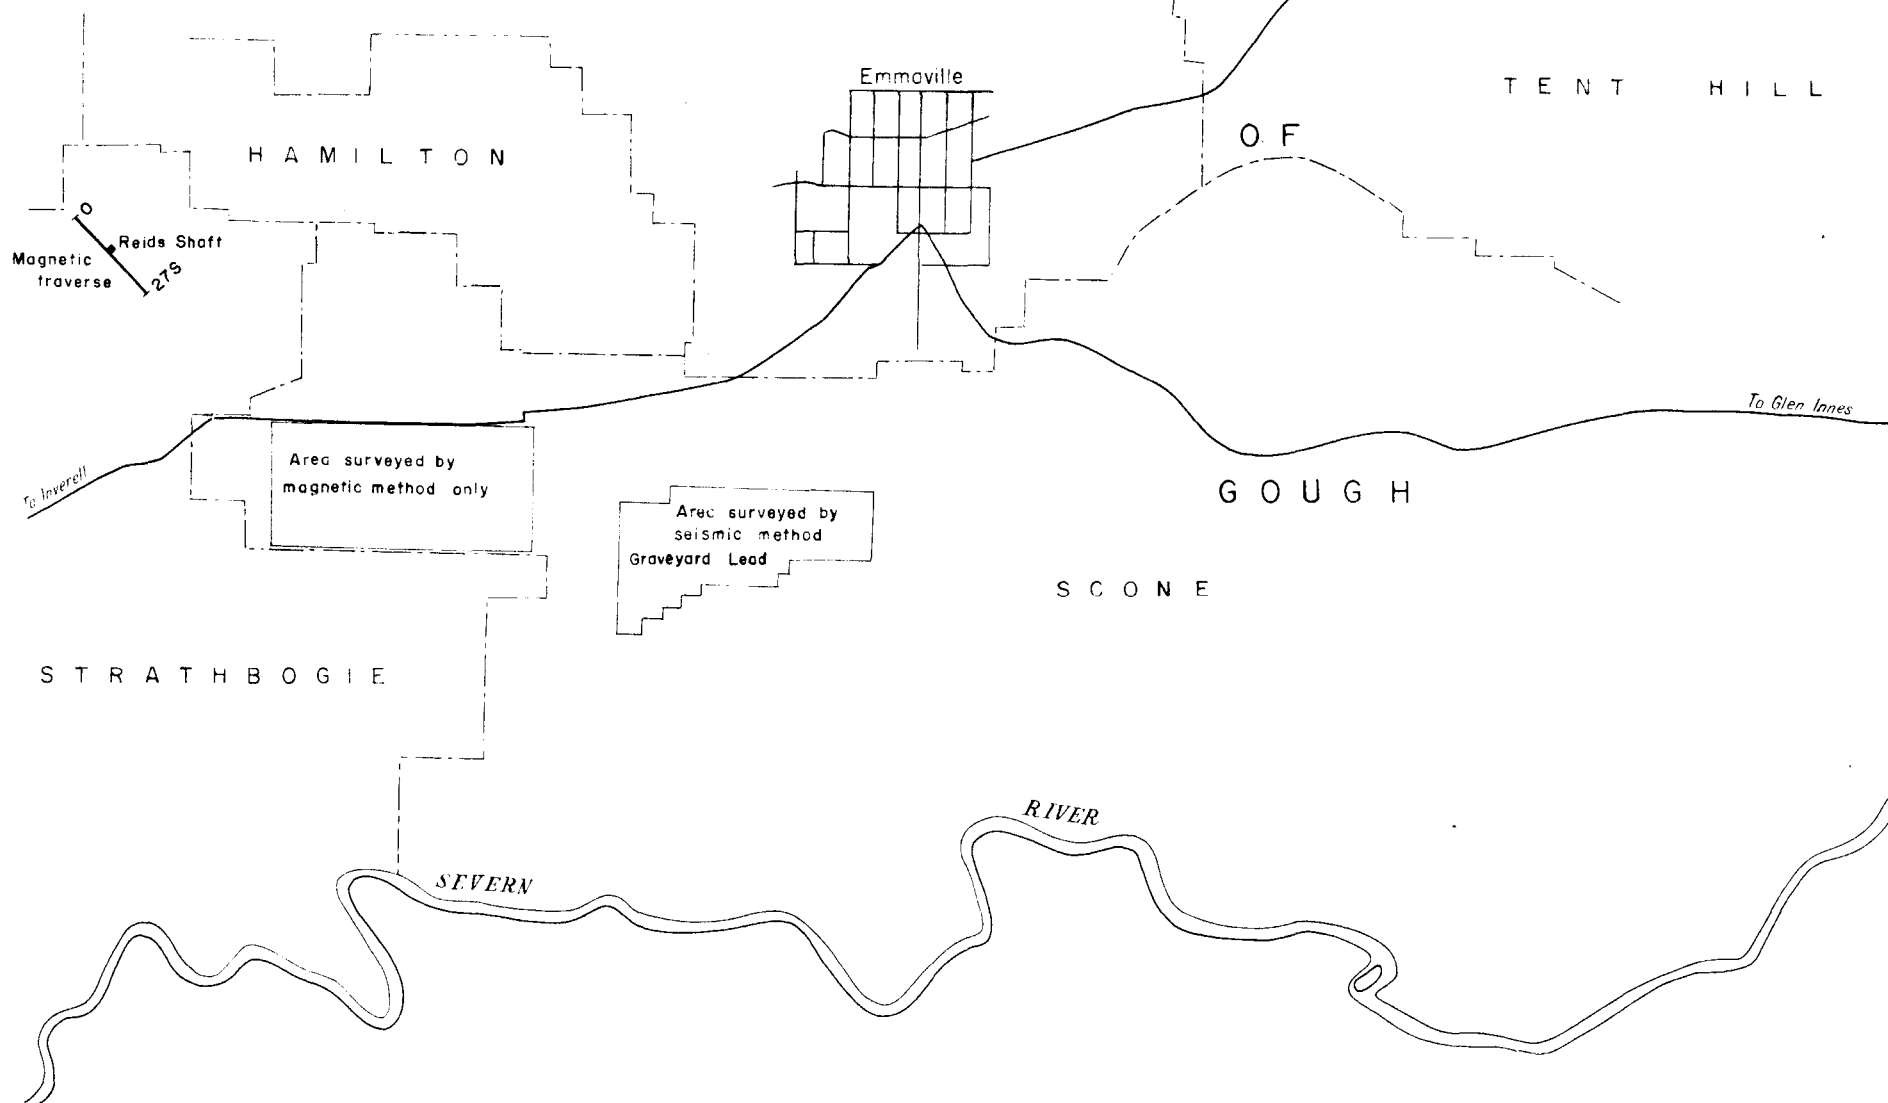 Emmaville
TENT HILL
OF
HAMILTON
O
Reids Shaft
Magnetic
traverse
27S
To Glen Innes
Area surveyed by
magnetic method only
To Inverell
GOUGH
Area surveyed by
seismic method
Graveyard Lead
SCONE
STRATHBOGIE
RIVER
SEVERN